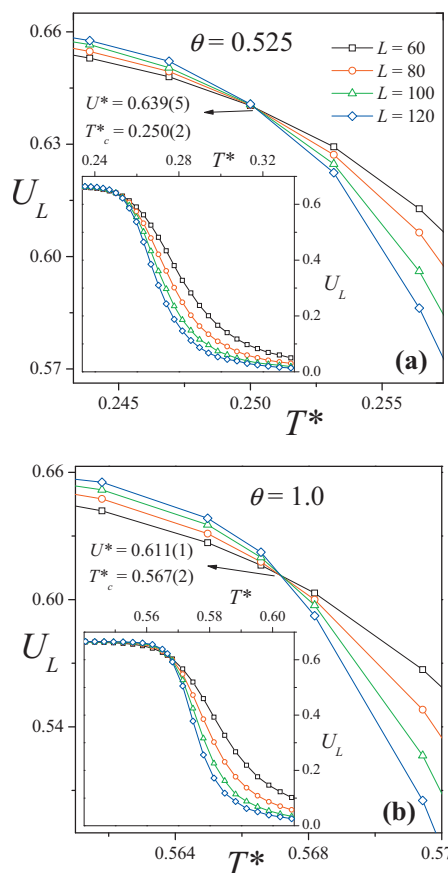 θ = 0.525
L = 60
L = 80
L = 100
L = 120
U* = 0.639(5)
T*c = 0.250(2)
0.66
0.63
0.60
0.57
U_L
0.24
0.28
T*
0.32
0.6
0.4
U_L
0.2
0.0
(a)
0.245
0.250
0.255
T*
θ = 1.0
U* = 0.611(1)
T*c = 0.567(2)
0.66
0.60
0.54
U_L
T*
0.56
0.58
0.60
0.6
0.4
U_L
0.2
0.0
(b)
0.564
0.568
0.57
T*